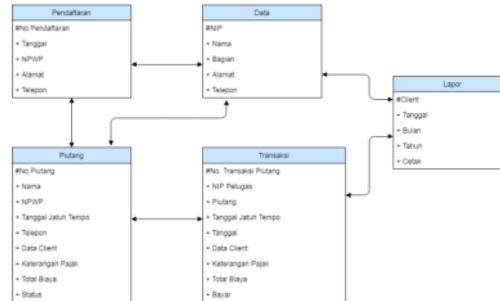 Pendaftaran
#No.Pendaftaran
+ Tanggal
+ NPWP
+ Alamat
+ Telepon
Data
#NIP
+ Nama
+ Bagian
+ Alamat
+ Telepon
Lapor
#Client
+ Tanggal
+ Bulan
+ Tahun
+ Cetak
Piutang
#No.Piutang
+ Nama
+ NPWP
+ Tanggal Jatuh Tempo
+ Telepon
+ Data Client
+ Keterangan Pajak
+ Total Biaya
+ Status
Transaksi
#No. Transaksi Piutang
+ NIP Petugas
+ Piutang
+ Tanggal Jatuh Tempo
+ Tanggal
+ Data Client
+ Keterangan Pajak
+ Total Biaya
+ Bayar